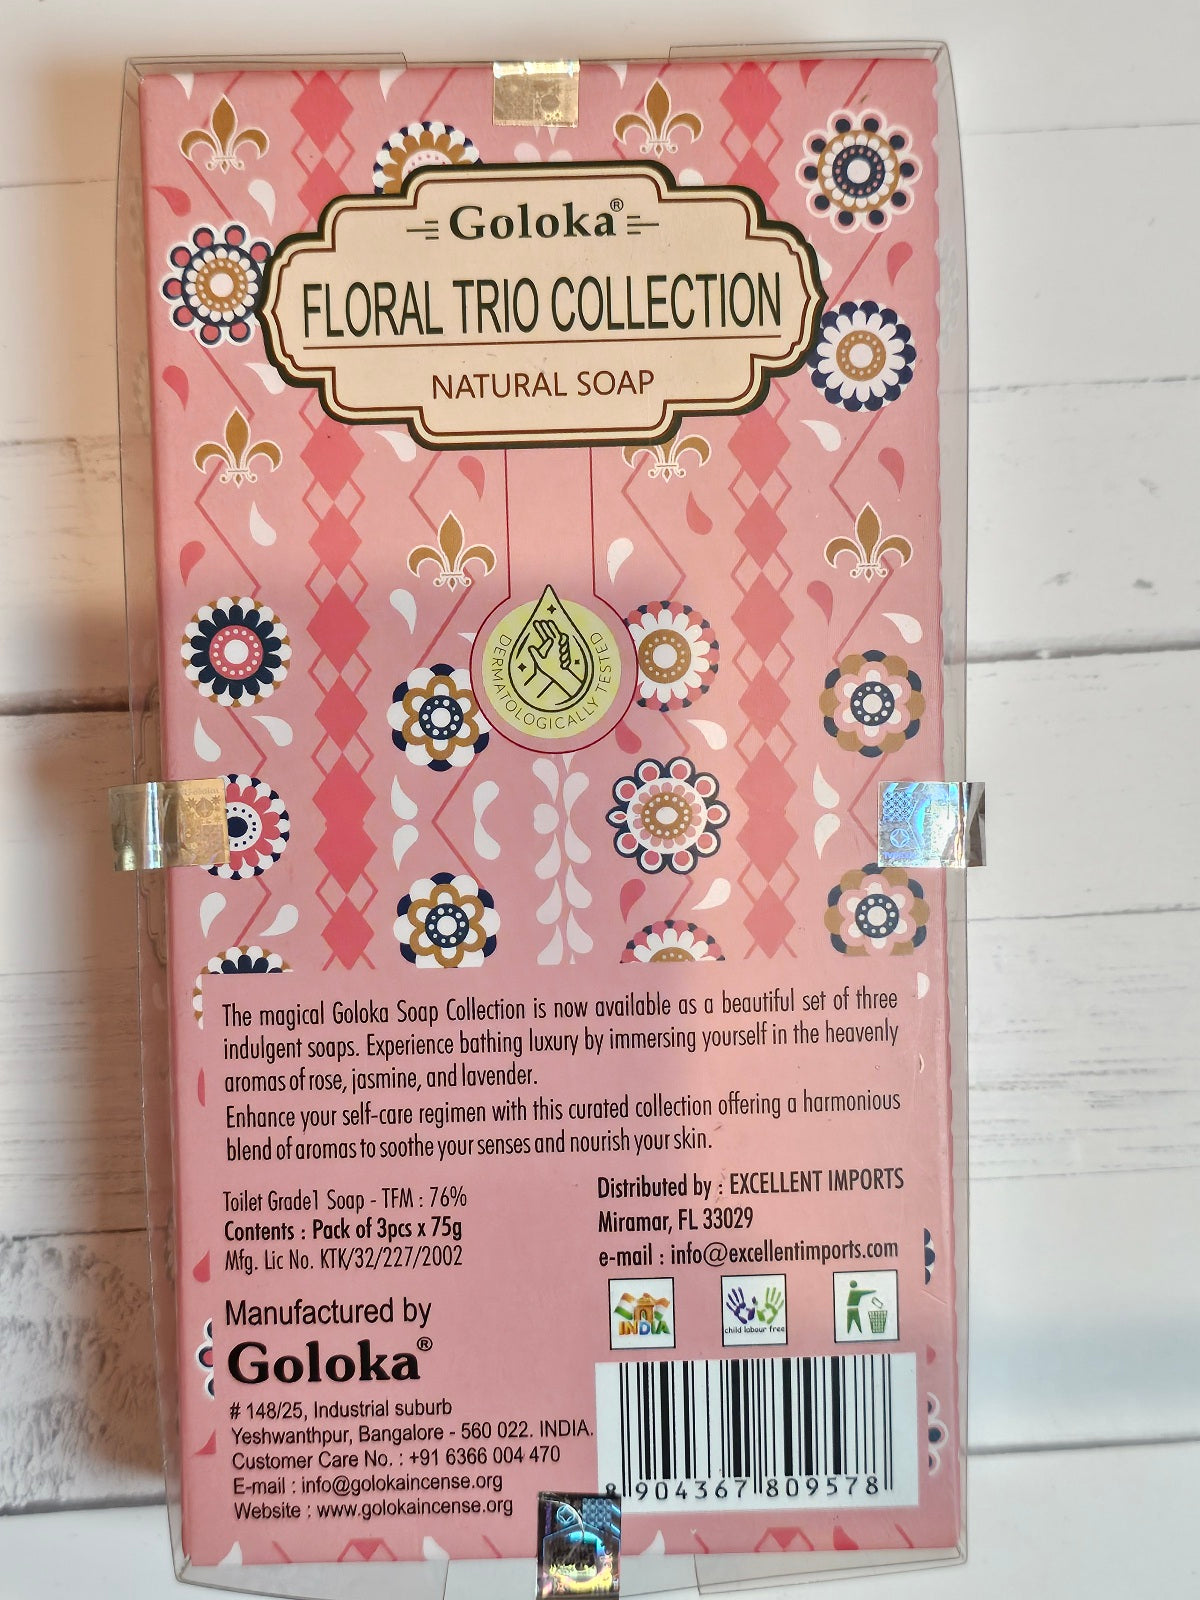 Goloka®
FLORAL TRIO COLLECTION
NATURAL SOAP
DERMATOLOGICALLY TESTED
The magical Goloka Soap Collection is now available as a beautiful set of three
indulgent soaps. Experience bathing luxury by immersing yourself in the heavenly
aromas of rose, jasmine, and lavender.
Enhance your self-care regimen with this curated collection offering a harmonious
blend of aromas to soothe your senses and nourish your skin.
Toilet Grade1 Soap - TFM : 76%
Contents : Pack of 3pcs x 75g
Mfg. Lic No. KTK/32/227/2002
Manufactured by
Goloka®
# 148/25, Industrial suburb
Yeshwanthpur, Bangalore - 560 022. INDIA.
Customer Care No. : +91 6366 004 470
E-mail : info@golokaincense.org
Website : www.golokaincense.org
Distributed by : EXCELLENT IMPORTS
Miramar, FL 33029
e-mail : info@excellentimports.com
INDIA
child labour free
8 904367 809578